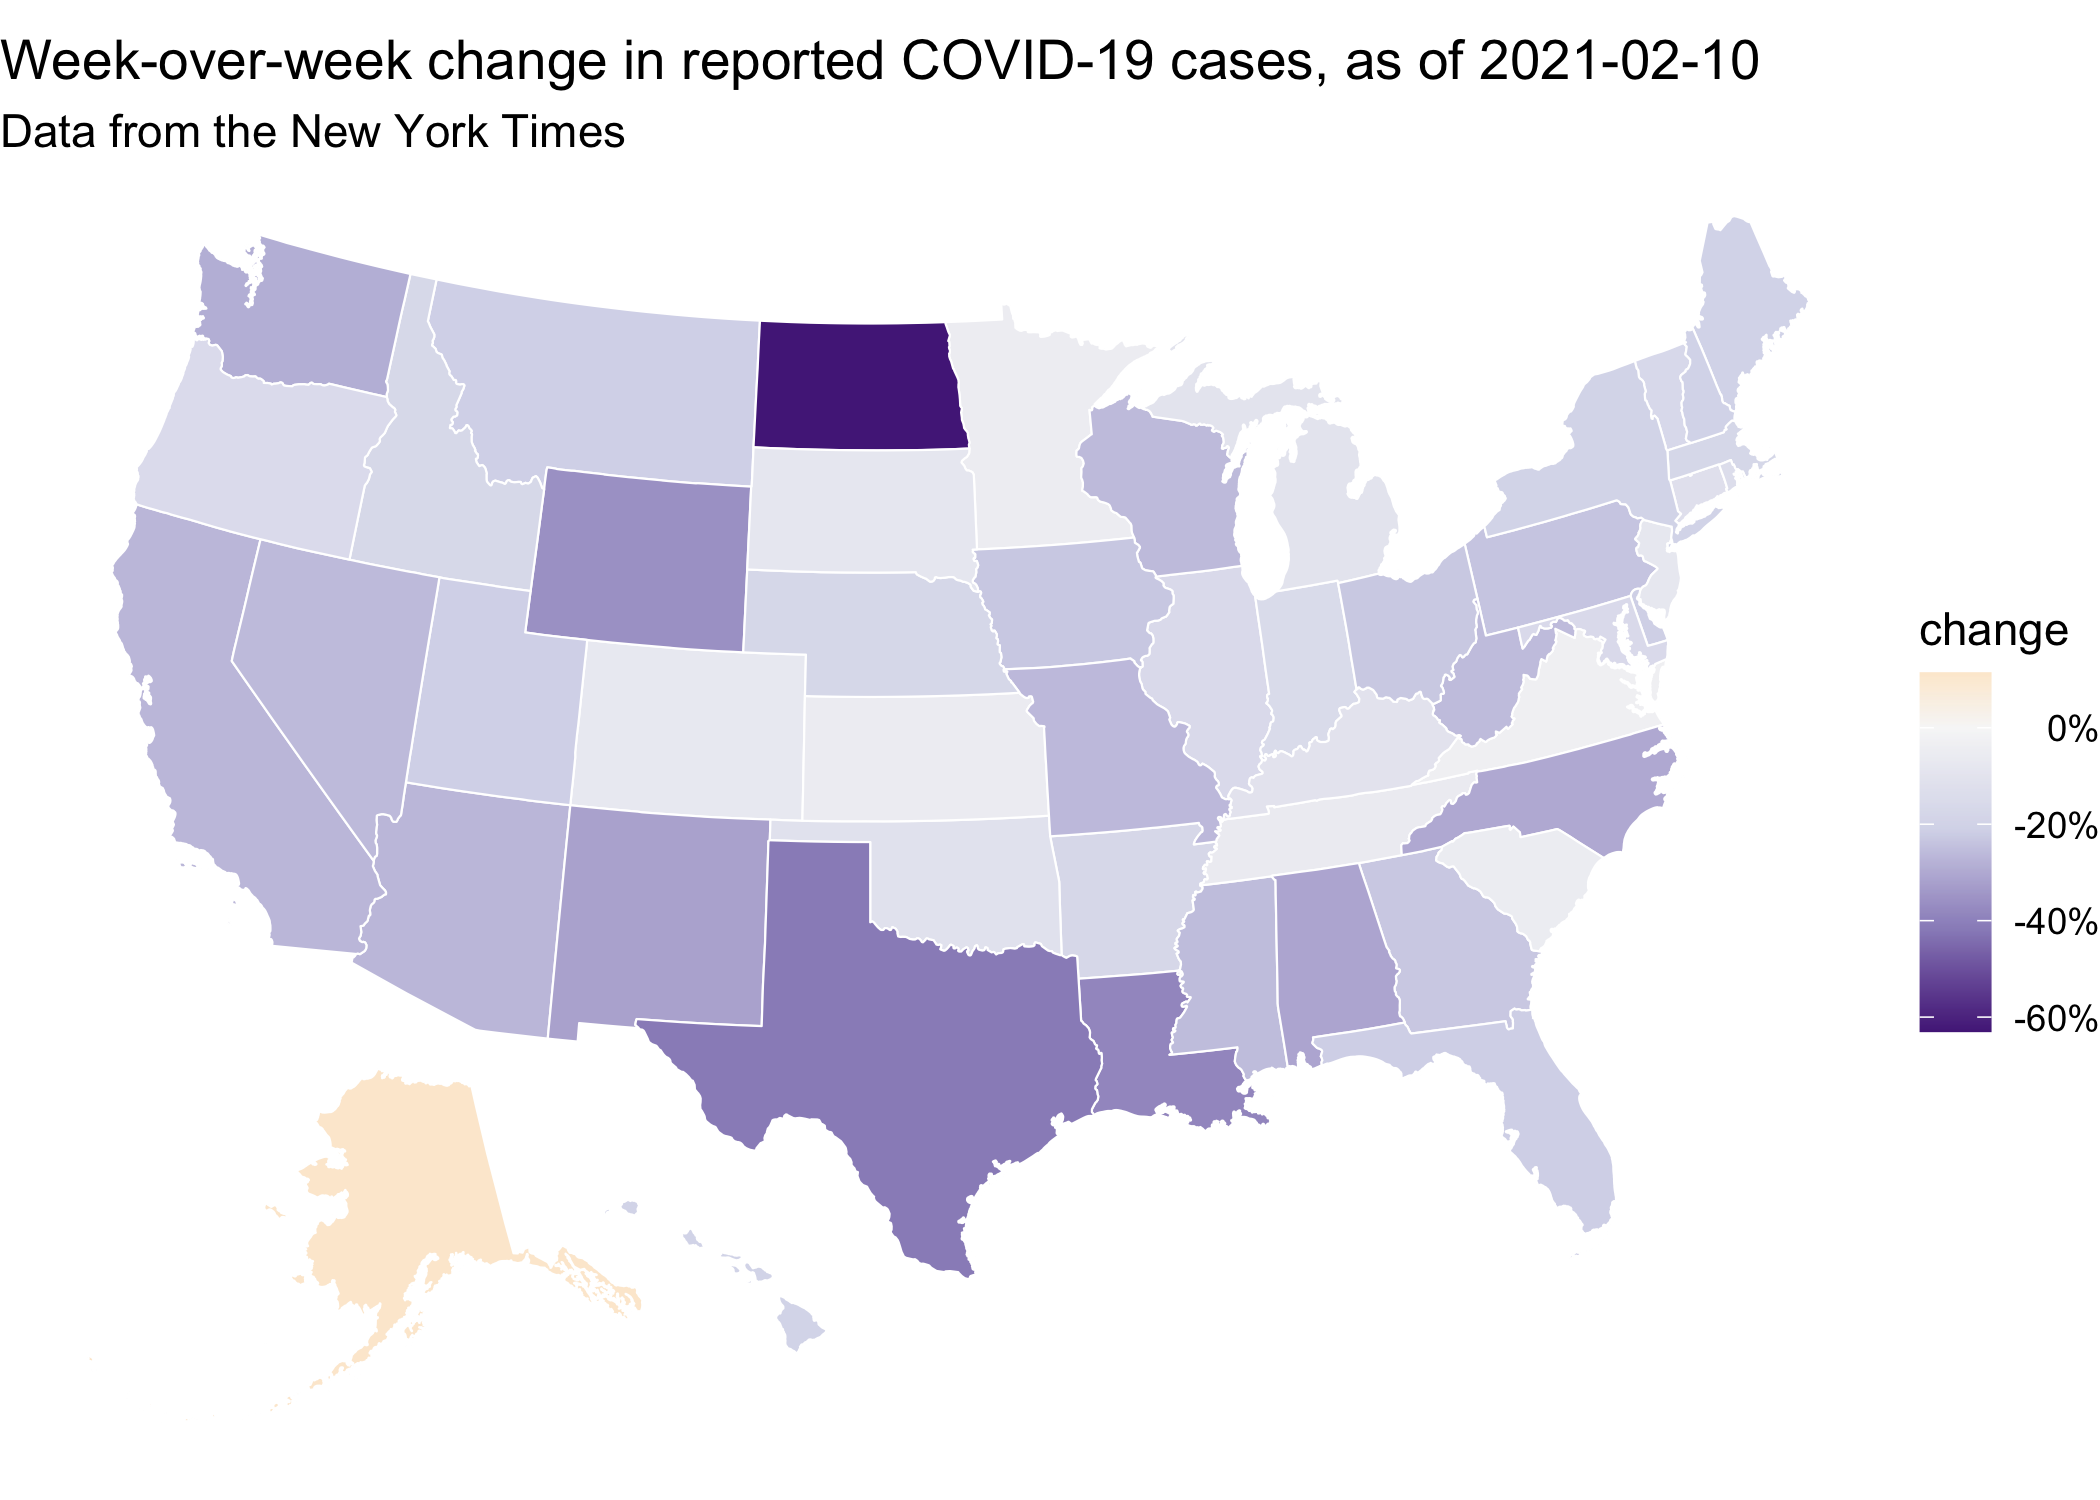 Week-over-week change in reported COVID-19 cases, as of 2021-02-10
Data from the New York Times
change
0%
-20%
-40%
-60%